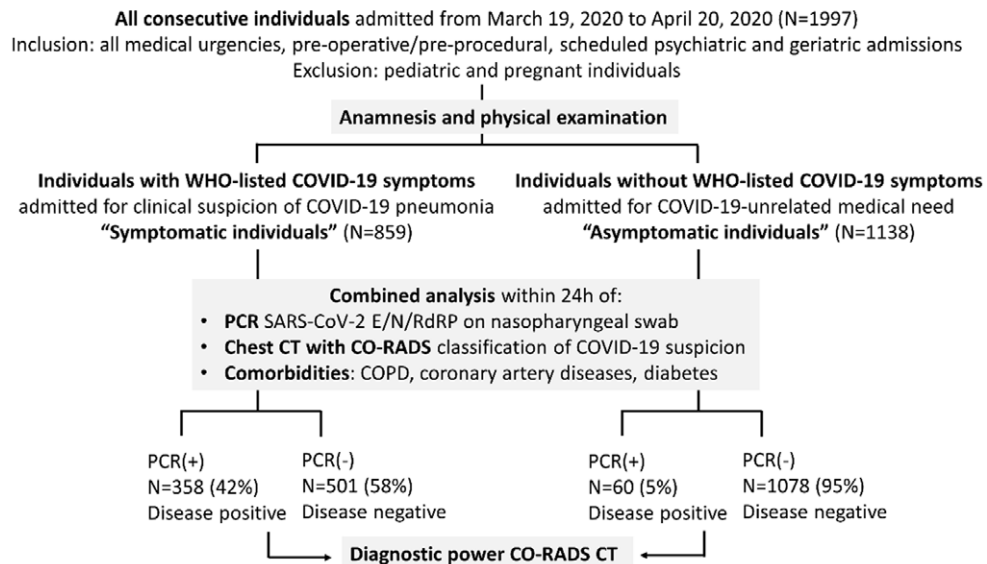 All consecutive individuals admitted from March 19, 2020 to April 20, 2020 (N=1997)
Inclusion: all medical urgencies, pre-operative/pre-procedural, scheduled psychiatric and geriatric admissions
Exclusion: pediatric and pregnant individuals
Anamnesis and physical examination
Individuals with WHO-listed COVID-19 symptoms
admitted for clinical suspicion of COVID-19 pneumonia
“Symptomatic individuals” (N=859)
Individuals without WHO-listed COVID-19 symptoms
admitted for COVID-19-unrelated medical need
“Asymptomatic individuals” (N=1138)
Combined analysis within 24h of:
• PCR SARS-CoV-2 E/N/RdRP on nasopharyngeal swab
• Chest CT with CO-RADS classification of COVID-19 suspicion
• Comorbidities: COPD, coronary artery diseases, diabetes
PCR(+)
N=358 (42%)
Disease positive
PCR(-)
N=501 (58%)
Disease negative
PCR(+)
N=60 (5%)
Disease positive
PCR(-)
N=1078 (95%)
Disease negative
Diagnostic power CO-RADS CT